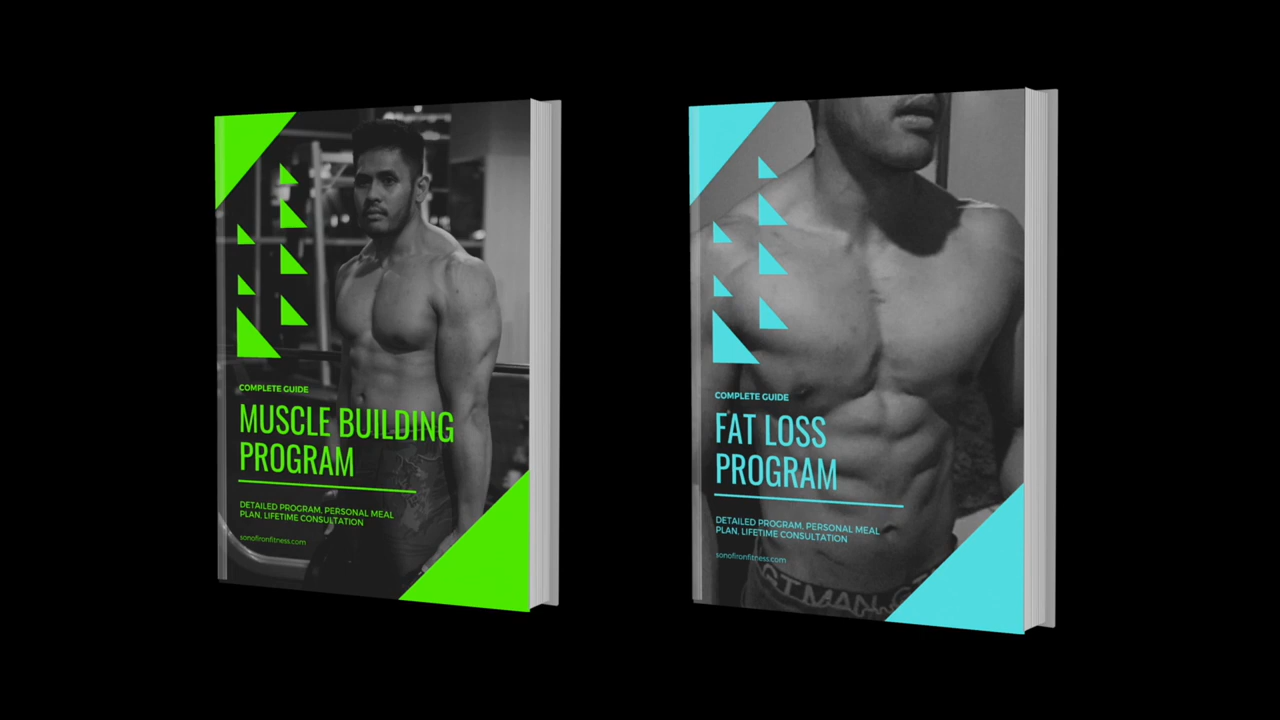 COMPLETE GUIDE
MUSCLE BUILDING
PROGRAM
DETAILED PROGRAM, PERSONAL MEAL
PLAN, LIFETIME CONSULTATION
sonofironfitness.com
COMPLETE GUIDE
FAT LOSS
PROGRAM
DETAILED PROGRAM, PERSONAL MEAL
PLAN, LIFETIME CONSULTATION
sonofironfitness.com